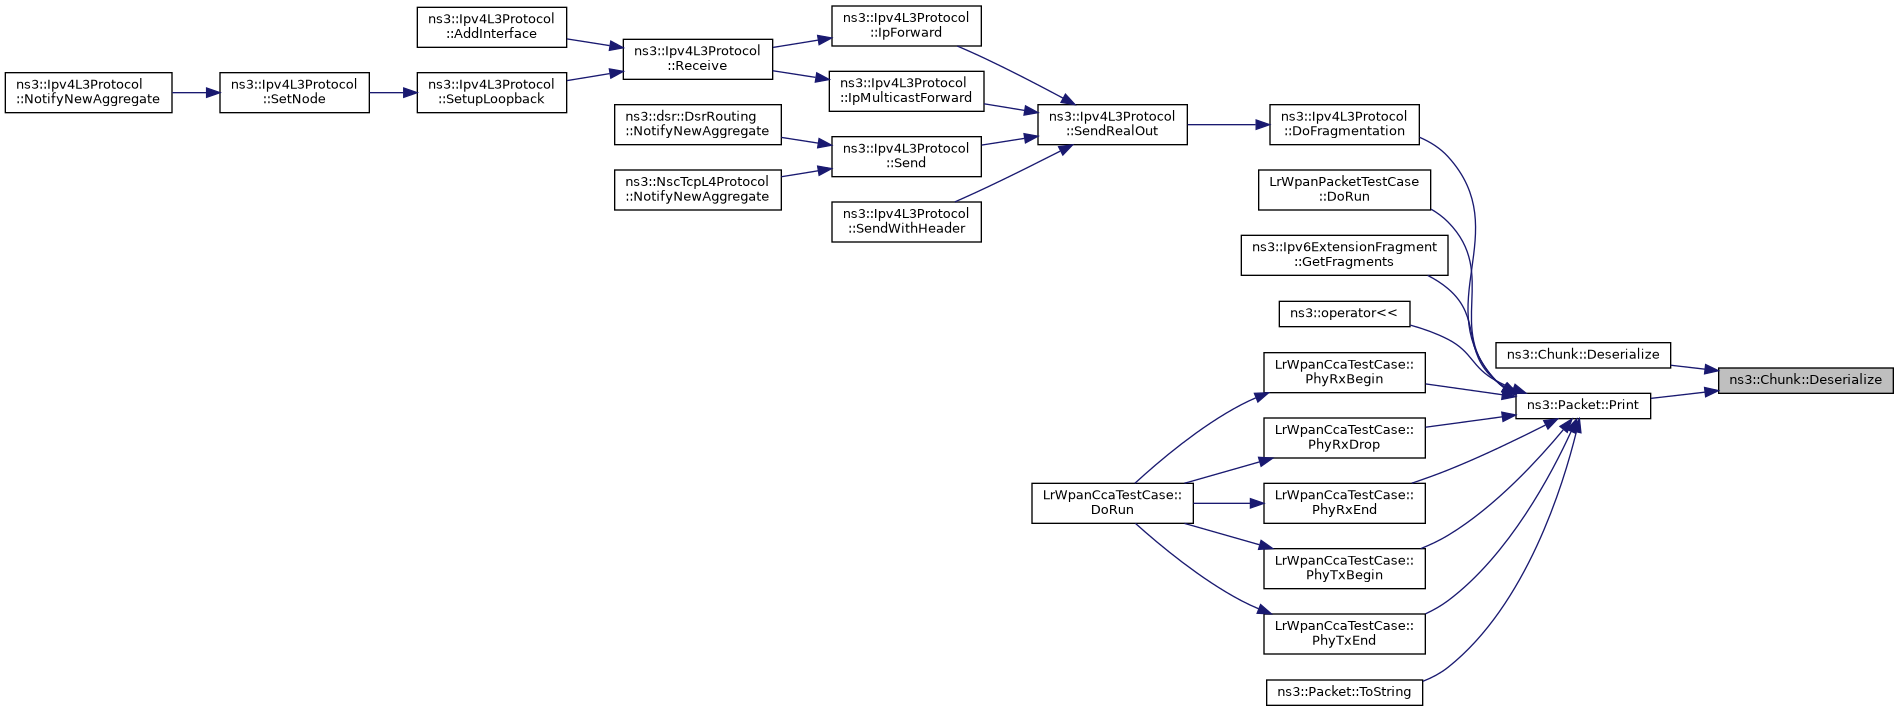 ns3::Ipv4L3Protocol
::NotifyNewAggregate
ns3::Ipv4L3Protocol
::SetNode
ns3::Ipv4L3Protocol
::AddInterface
ns3::Ipv4L3Protocol
::SetupLoopback
ns3::Ipv4L3Protocol
::Receive
ns3::dsr::DsrRouting
::NotifyNewAggregate
ns3::NscTcpL4Protocol
::NotifyNewAggregate
ns3::Ipv4L3Protocol
::IpForward
ns3::Ipv4L3Protocol
::IpMulticastForward
ns3::Ipv4L3Protocol
::Send
ns3::Ipv4L3Protocol
::SendWithHeader
ns3::Ipv4L3Protocol
::SendRealOut
LrWpanCcaTestCase::
DoRun
ns3::Ipv4L3Protocol
::DoFragmentation
LrWpanPacketTestCase
::DoRun
ns3::Ipv6ExtensionFragment
::GetFragments
ns3::operator<<
LrWpanCcaTestCase::
PhyRxBegin
LrWpanCcaTestCase::
PhyRxDrop
LrWpanCcaTestCase::
PhyRxEnd
LrWpanCcaTestCase::
PhyTxBegin
LrWpanCcaTestCase::
PhyTxEnd
ns3::Packet::ToString
ns3::Chunk::Deserialize
ns3::Packet::Print
ns3::Chunk::Deserialize